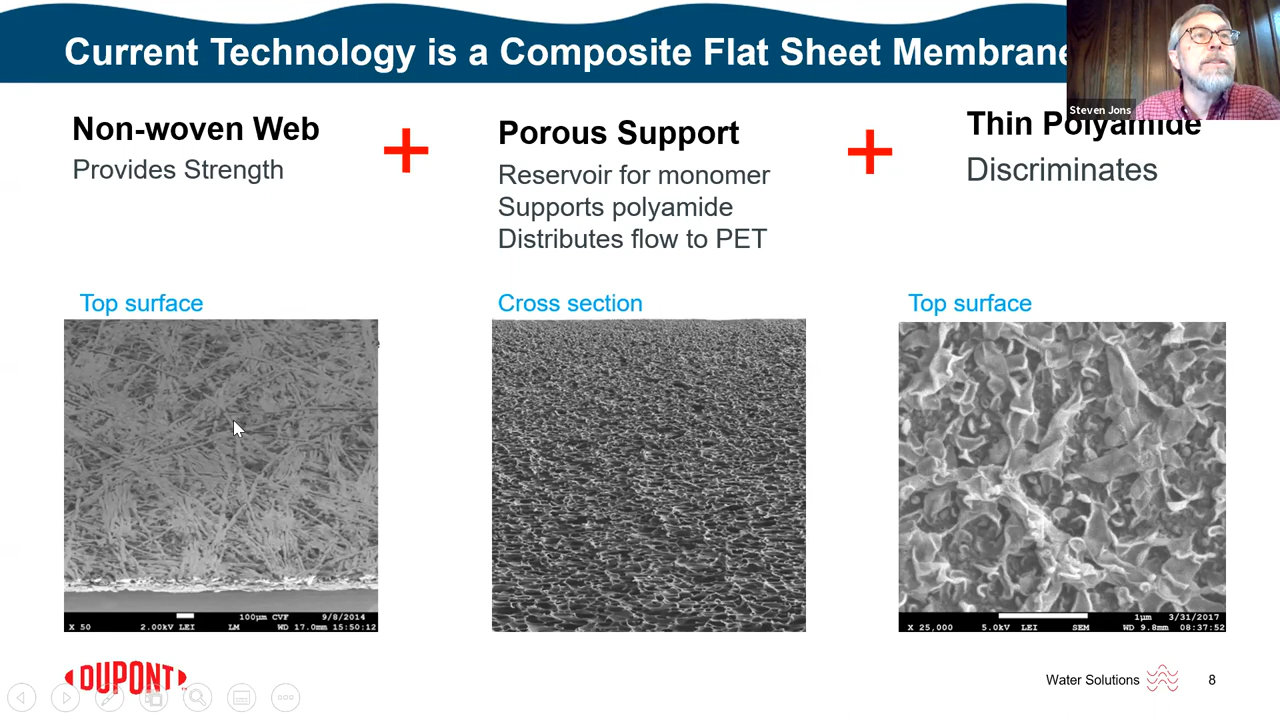 Current Technology is a Composite Flat Sheet Membrane
Steven Jons
Non-woven Web
Provides Strength
+
Porous Support
Reservoir for monomer
Supports polyamide
Distributes flow to PET
+
Thin Polyamide
Discriminates
Top surface
100µm CVF 9/8/2014
X 50 2.00kV LEI LM WD 17.0mm 15:50:12
Cross section
Top surface
1µm 3/31/2017
X 25,000 5.0kV LEI SEM WD 9.8mm 08:37:52
DUPONT™
Water Solutions
8